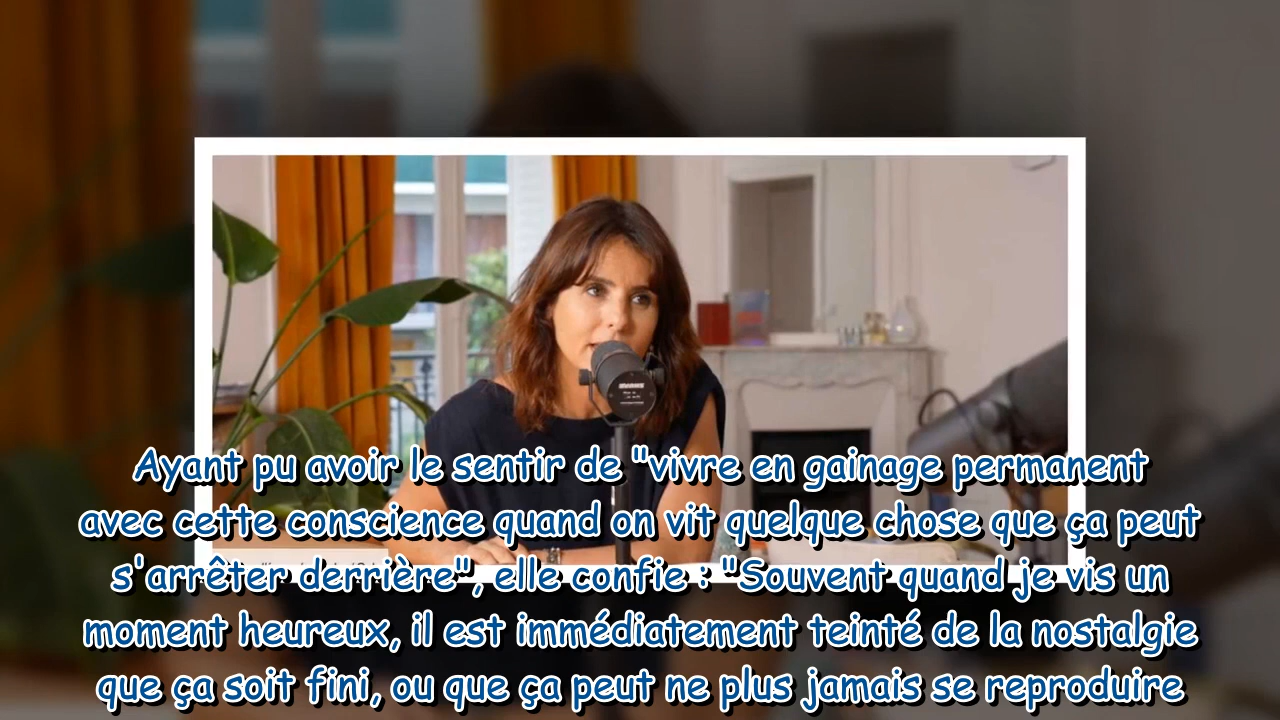 Ayant pu avoir le sentir de "vivre en gainage permanent
avec cette conscience quand on vit quelque chose que ça peut
s'arrêter derrière", elle confie : "Souvent quand je vis un
moment heureux, il est immédiatement teinté de la nostalgie
que ça soit fini, ou que ça peut ne plus jamais se reproduire